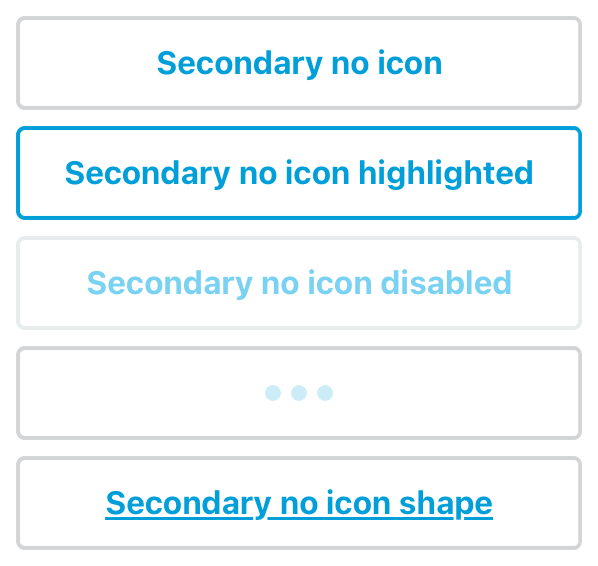 Secondary no icon
Secondary no icon highlighted
Secondary no icon disabled
Secondary no icon shape